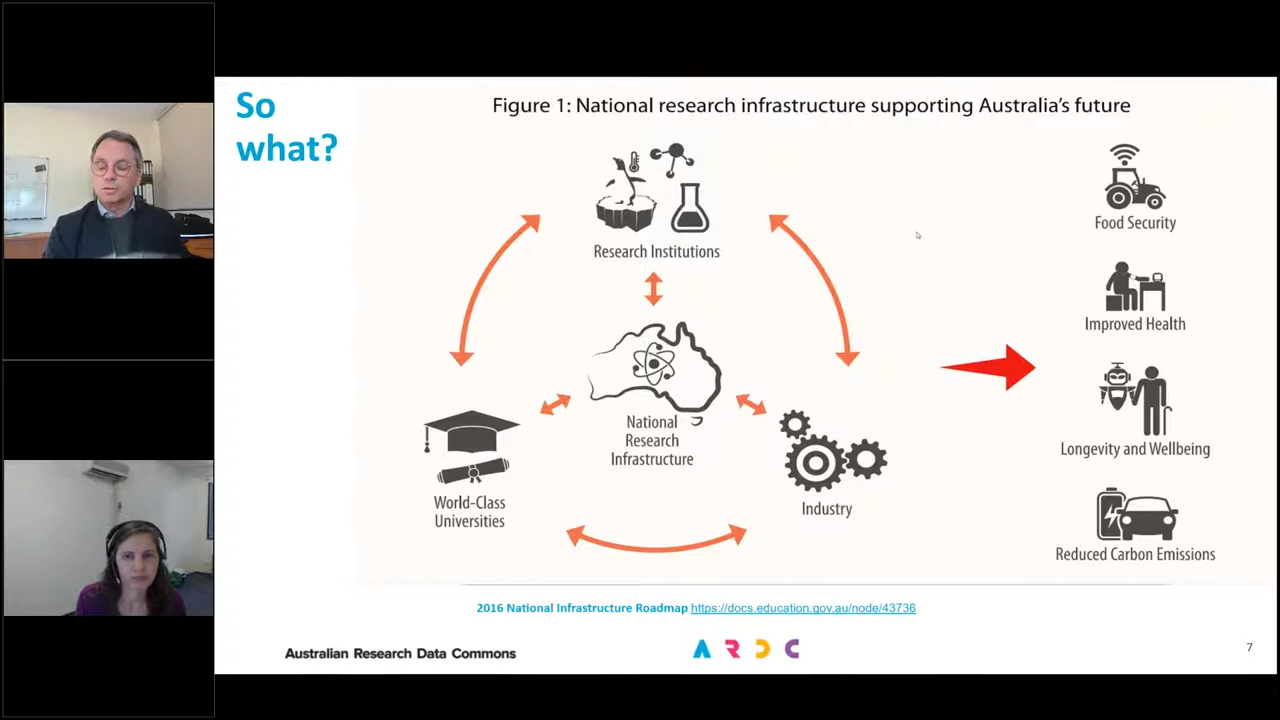 So
what?
Figure 1: National research infrastructure supporting Australia's future
Research Institutions
National
Research
Infrastructure
World-Class
Universities
Industry
Food Security
Improved Health
Longevity and Wellbeing
Reduced Carbon Emissions
2016 National Infrastructure Roadmap https://docs.education.gov.au/node/43736
Australian Research Data Commons
ARDC
7